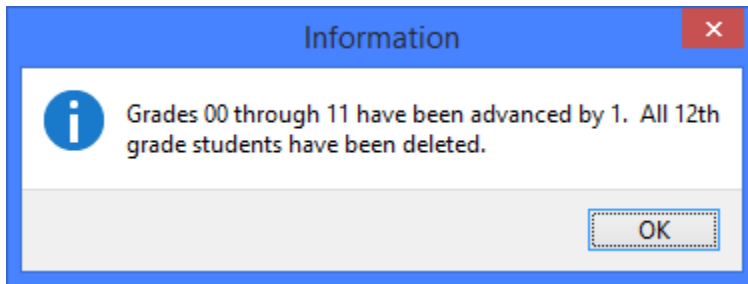 Information
Grades 00 through 11 have been advanced by 1.  All 12th
grade students have been deleted.
OK